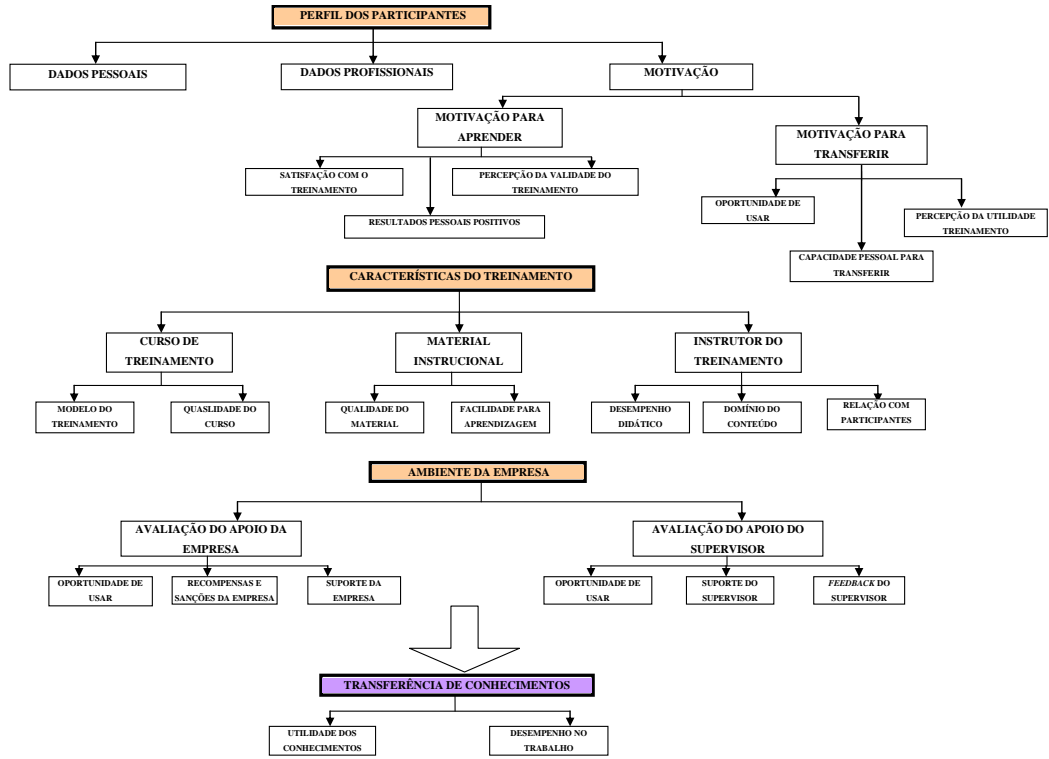 PERFIL DOS PARTICIPANTES
DADOS PESSOAIS
DADOS PROFISSIONAIS
MOTIVAÇÃO
MOTIVAÇÃO PARA
APRENDER
MOTIVAÇÃO PARA
TRANSFERIR
SATISFAÇÃO COM O
TREINAMENTO
PERCEPÇÃO DA VALIDADE DO
TREINAMENTO
RESULTADOS PESSOAIS POSITIVOS
OPORTUNIDADE DE
USAR
PERCEPÇÃO DA UTILIDADE
TREINAMENTO
CAPACIDADE PESSOAL PARA
TRANSFERIR
CARACTERÍSTICAS DO TREINAMENTO
CURSO DE
TREINAMENTO
MATERIAL
INSTRUCIONAL
INSTRUTOR DO
TREINAMENTO
MODELO DO
TREINAMENTO
QUASLIDADE DO
CURSO
QUALIDADE DO
MATERIAL
FACILIDADE PARA
APRENDIZAGEM
DESEMPENHO
DIDÁTICO
DOMÍNIO DO
CONTEÚDO
RELAÇÃO COM
PARTICIPANTES
AMBIENTE DA EMPRESA
AVALIAÇÃO DO APOIO DA
EMPRESA
AVALIAÇÃO DO APOIO DO
SUPERVISOR
OPORTUNIDADE DE
USAR
RECOMPENSAS E
SANÇÕES DA EMPRESA
SUPORTE DA
EMPRESA
OPORTUNIDADE DE
USAR
SUPORTE DO
SUPERVISOR
FEEDBACK DO
SUPERVISOR
TRANSFERÊNCIA DE CONHECIMENTOS
UTILIDADE DOS
CONHECIMENTOS
DESEMPENHO NO
TRABALHO